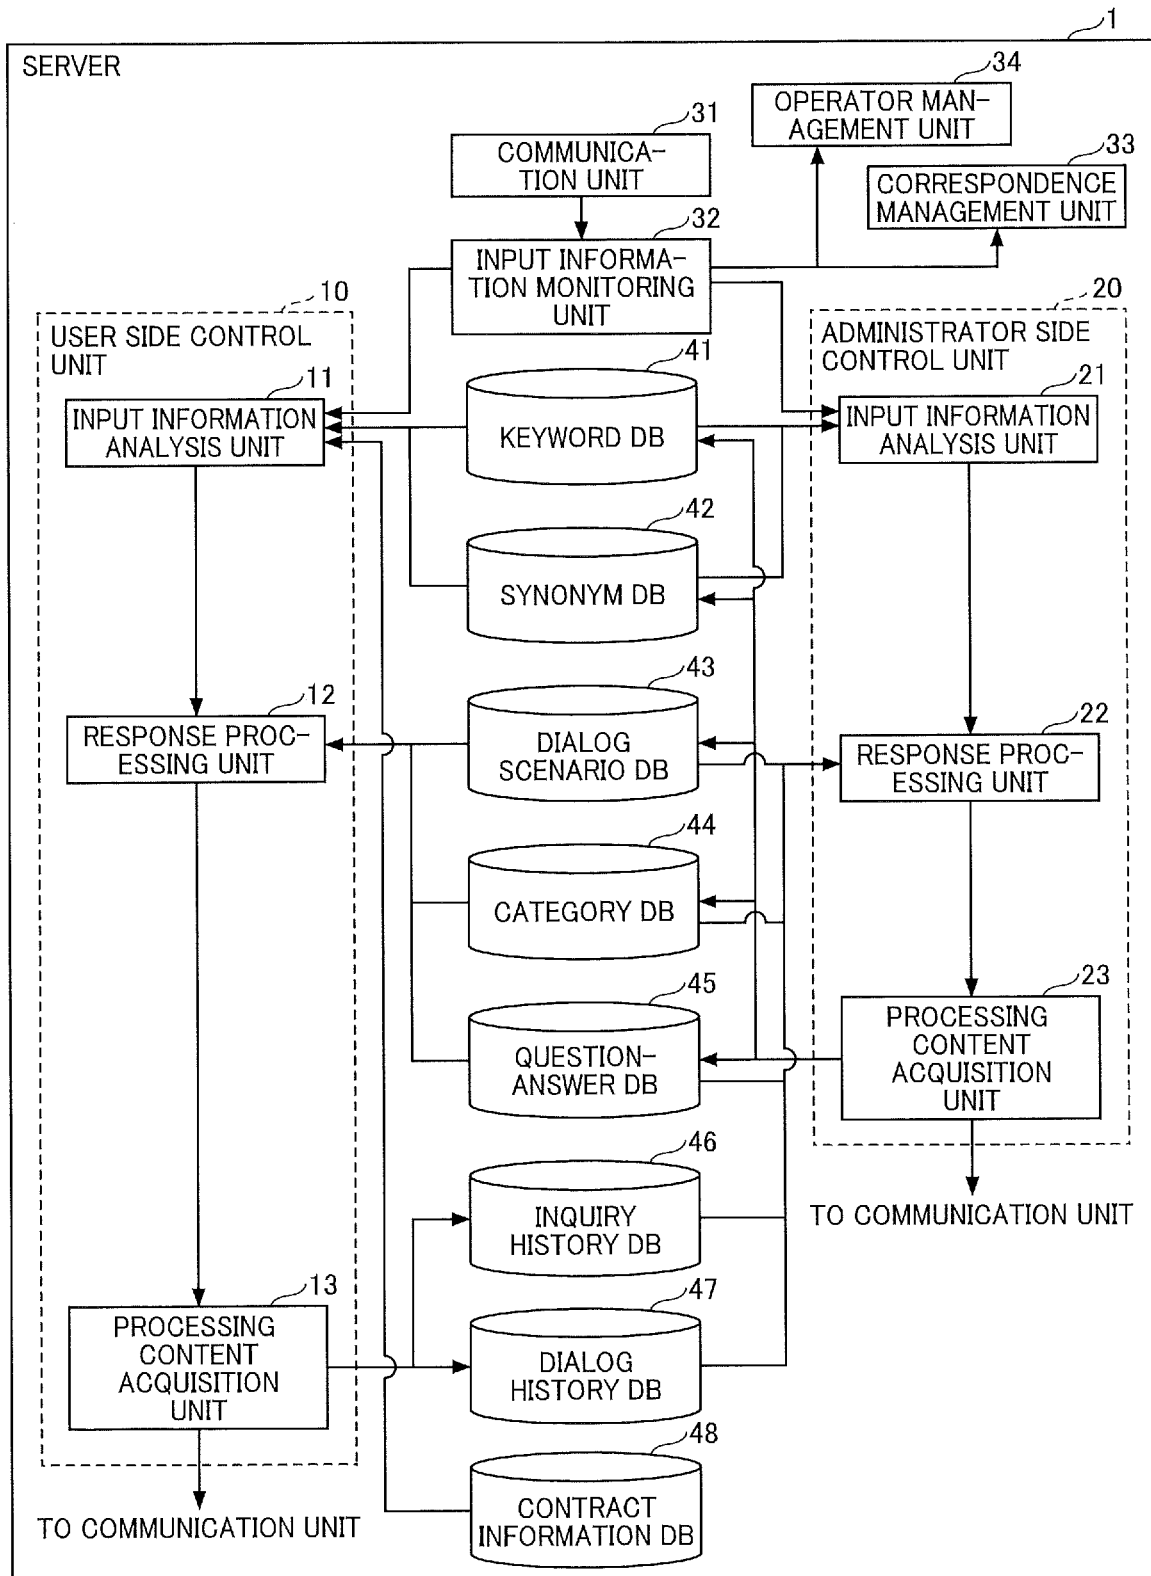 1
SERVER
34
OPERATOR MAN-
AGEMENT UNIT
31
COMMUNICA-
TION UNIT
33
CORRESPONDENCE
MANAGEMENT UNIT
32
INPUT INFORMA-
TION MONITORING
UNIT
10
USER SIDE CONTROL
UNIT
20
ADMINISTRATOR SIDE
CONTROL UNIT
11
INPUT INFORMATION
ANALYSIS UNIT
41
KEYWORD DB
21
INPUT INFORMATION
ANALYSIS UNIT
42
SYNONYM DB
12
RESPONSE PROC-
ESSING UNIT
43
DIALOG
SCENARIO DB
22
RESPONSE PROC-
ESSING UNIT
44
CATEGORY DB
45
QUESTION-
ANSWER DB
23
PROCESSING
CONTENT
ACQUISITION
UNIT
46
INQUIRY
HISTORY DB
TO COMMUNICATION UNIT
13
PROCESSING
CONTENT
ACQUISITION
UNIT
47
DIALOG
HISTORY DB
48
CONTRACT
INFORMATION DB
TO COMMUNICATION UNIT